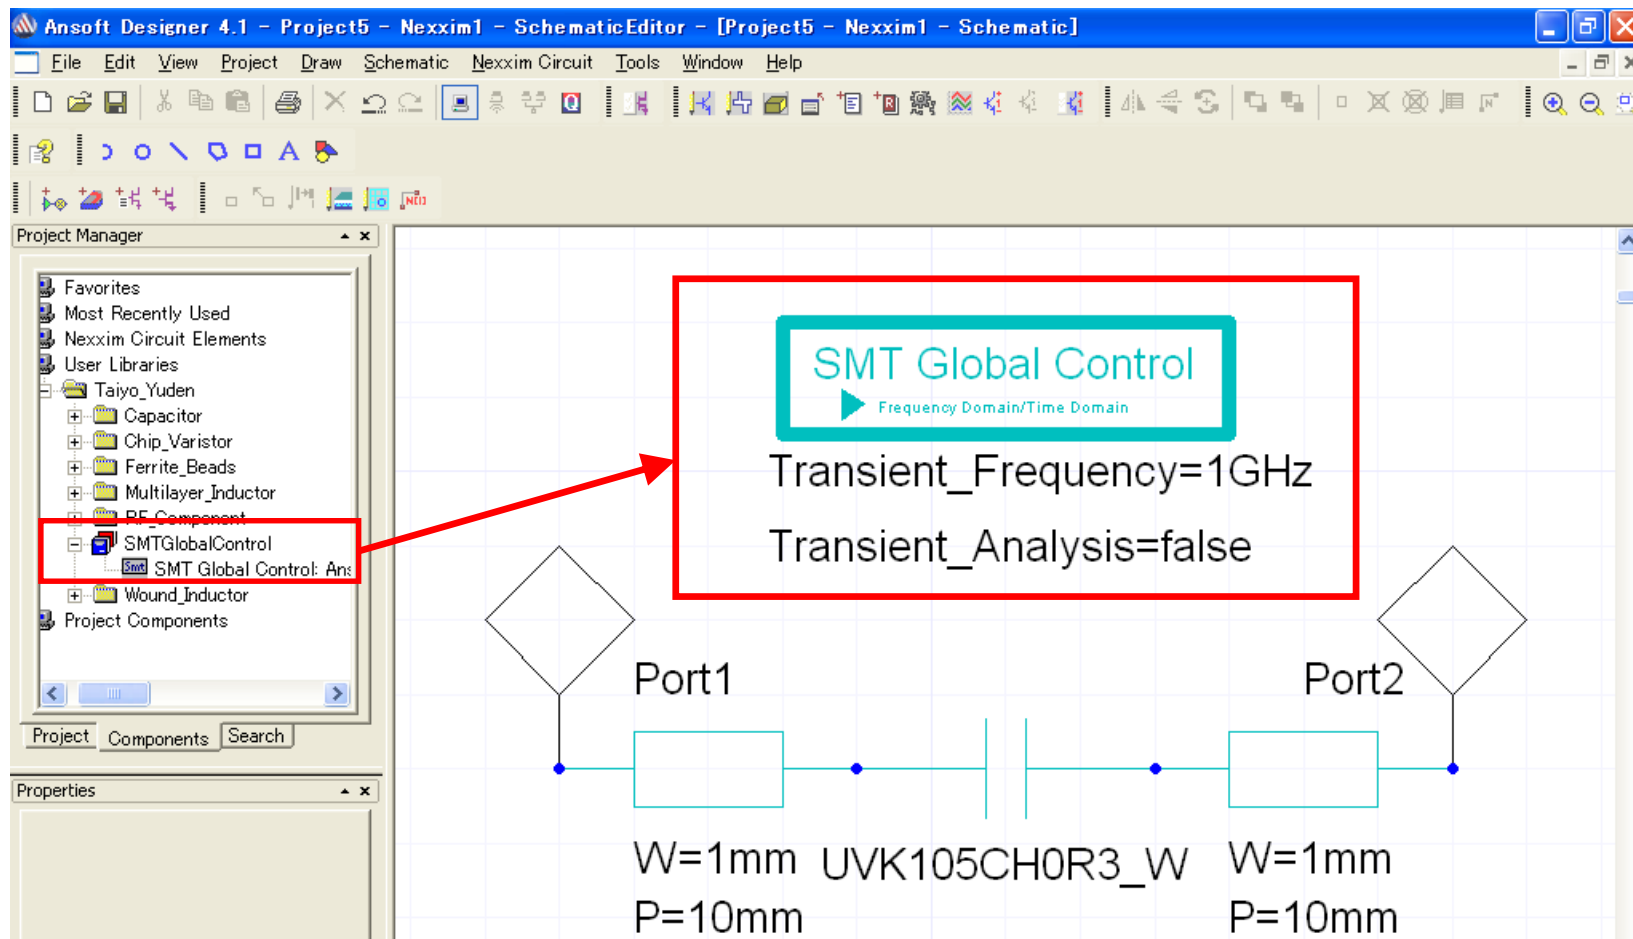 Ansoft Designer 4.1 - Project5 - Nexxim1 - SchematicEditor - [Project5 - Nexxim1 - Schematic]
File Edit View Project Draw Schematic Nexxim Circuit Tools Window Help
Project Manager
Favorites
Most Recently Used
Nexxim Circuit Elements
User Libraries
Taiyo_Yuden
Capacitor
Chip_Varistor
Ferrite_Beads
Multilayer_Inductor
RF_Component
SMTGlobalControl
Smt SMT Global Control: Ans
Wound_Inductor
Project Components
Project Components Search
Properties
SMT Global Control
Frequency Domain/Time Domain
Transient_Frequency=1GHz
Transient_Analysis=false
Port1
Port2
W=1mm UVK105CH0R3_W W=1mm
P=10mm P=10mm